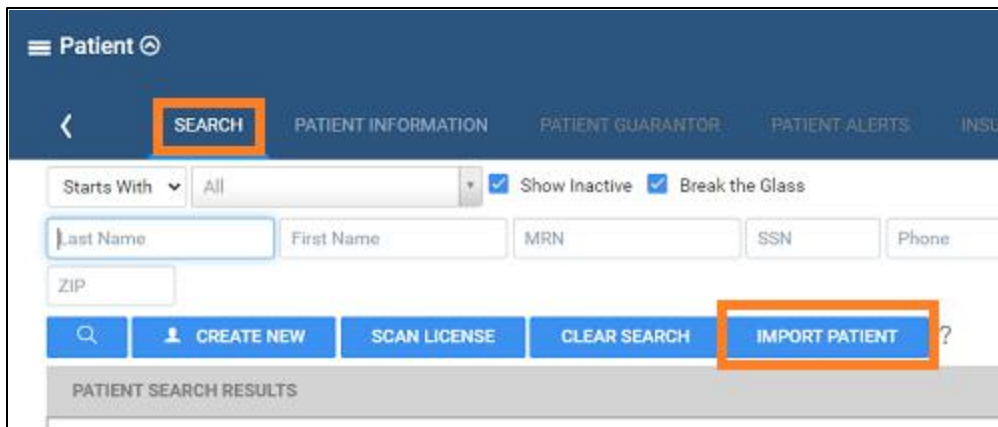 Patient
SEARCH PATIENT INFORMATION PATIENT GUARANTOR PATIENT ALERTS INSU
Starts With All Show Inactive Break the Glass
Last Name First Name MRN SSN Phone
ZIP
CREATE NEW SCAN LICENSE CLEAR SEARCH IMPORT PATIENT ?
PATIENT SEARCH RESULTS